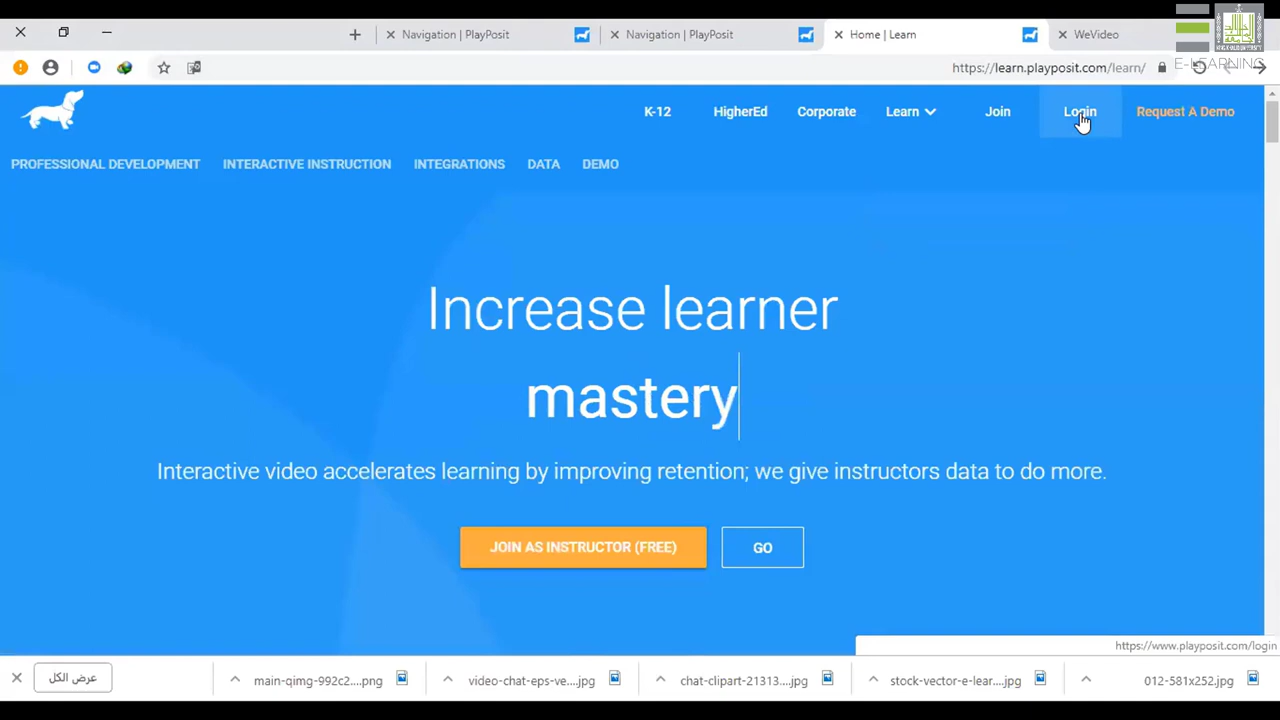 Navigation | PlayPosit
Navigation | PlayPosit
Home | Learn
WeVideo
https://learn.playposit.com/learn/
E-LEARNING
K-12
HigherEd
Corporate
Learn
Join
Login
Request A Demo
PROFESSIONAL DEVELOPMENT
INTERACTIVE INSTRUCTION
INTEGRATIONS
DATA
DEMO
Increase learner
mastery
Interactive video accelerates learning by improving retention; we give instructors data to do more.
JOIN AS INSTRUCTOR (FREE)
GO
https://www.playposit.com/login
عرض الكل
main-qimg-992c2....png
video-chat-eps-ve....jpg
chat-clipart-21313....jpg
stock-vector-e-lear....jpg
012-581x252.jpg